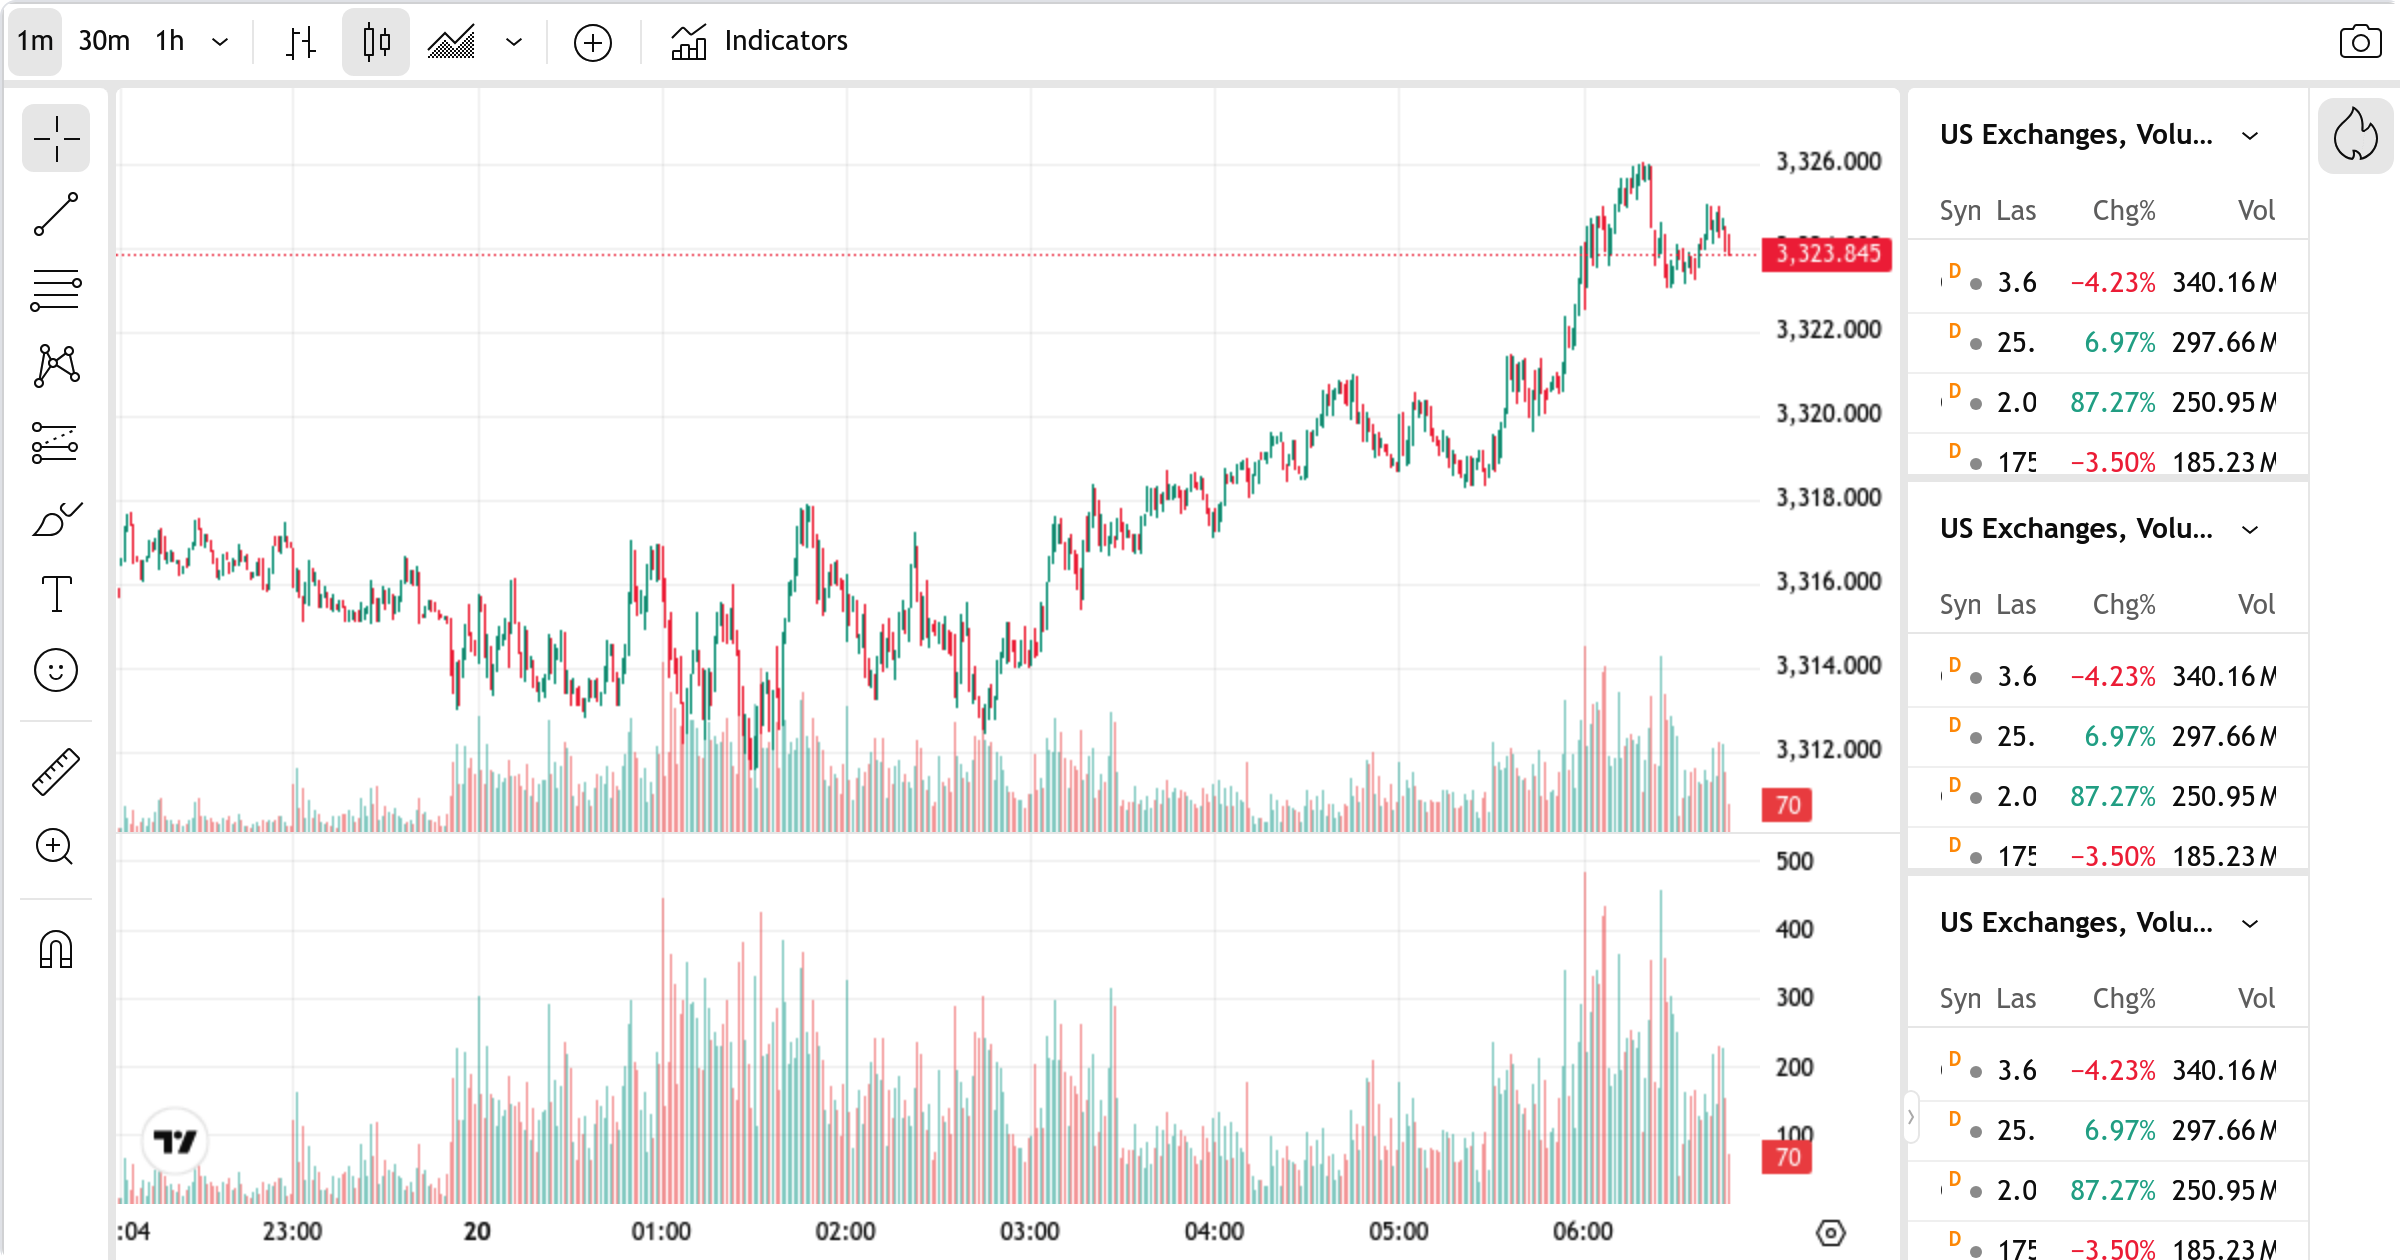 1m 30m 1h Indicators
3,326.000
3,323.845
3,322.000
3,320.000
3,318.000
3,316.000
3,314.000
3,312.000
70
500
400
300
200
100
70
:04 23:00 20 01:00 02:00 03:00 04:00 05:00 06:00
US Exchanges, Volu...
Syn Las Chg% Vol
D 3.6 −4.23% 340.16 M
D 25. 6.97% 297.66 M
D 2.0 87.27% 250.95 M
D 175 −3.50% 185.23 M
US Exchanges, Volu...
Syn Las Chg% Vol
D 3.6 −4.23% 340.16 M
D 25. 6.97% 297.66 M
D 2.0 87.27% 250.95 M
D 175 −3.50% 185.23 M
US Exchanges, Volu...
Syn Las Chg% Vol
D 3.6 −4.23% 340.16 M
D 25. 6.97% 297.66 M
D 2.0 87.27% 250.95 M
D 175 −3.50% 185.23 M